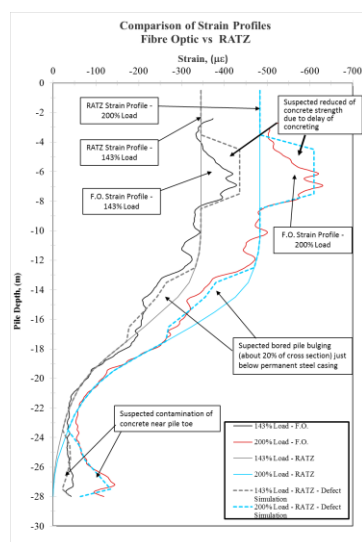 Comparison of Strain Profiles
Fibre Optic vs RATZ
Strain, (με)
0
-100
-200
-300
-400
-500
-600
-700
0
-2
-4
-6
-8
-10
-12
-14
-16
-18
-20
-22
-24
-26
-28
-30
Pile Depth, (m)
RATZ Strain Profile -
200% Load
RATZ Strain Profile -
143% Load
F.O. Strain Profile -
143% Load
Suspected reduced of
concrete strength
due to delay of
concreting
F.O. Strain Profile -
200% Load
Suspected bored pile bulging
(about 20% of cross section) just
below permanent steel casing
Suspected contamination of
concrete near pile toe
143% Load - F.O.
200% Load - F.O.
143% Load - RATZ
200% Load - RATZ
143% Load - RATZ - Defect
Simulation
200% Load - RATZ - Defect
Simulation